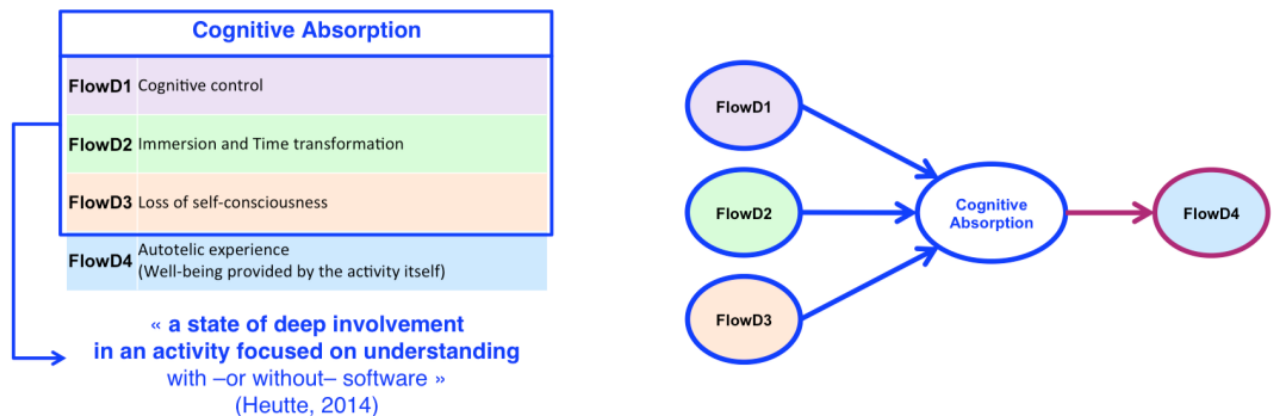 Cognitive Absorption
FlowD1 Cognitive control
FlowD2 Immersion and Time transformation
FlowD3 Loss of self-consciousness
FlowD4 Autotelic experience
(Well-being provided by the activity itself)
« a state of deep involvement
in an activity focused on understanding
with –or without– software »
(Heutte, 2014)
FlowD1
FlowD2
FlowD3
Cognitive
Absorption
FlowD4